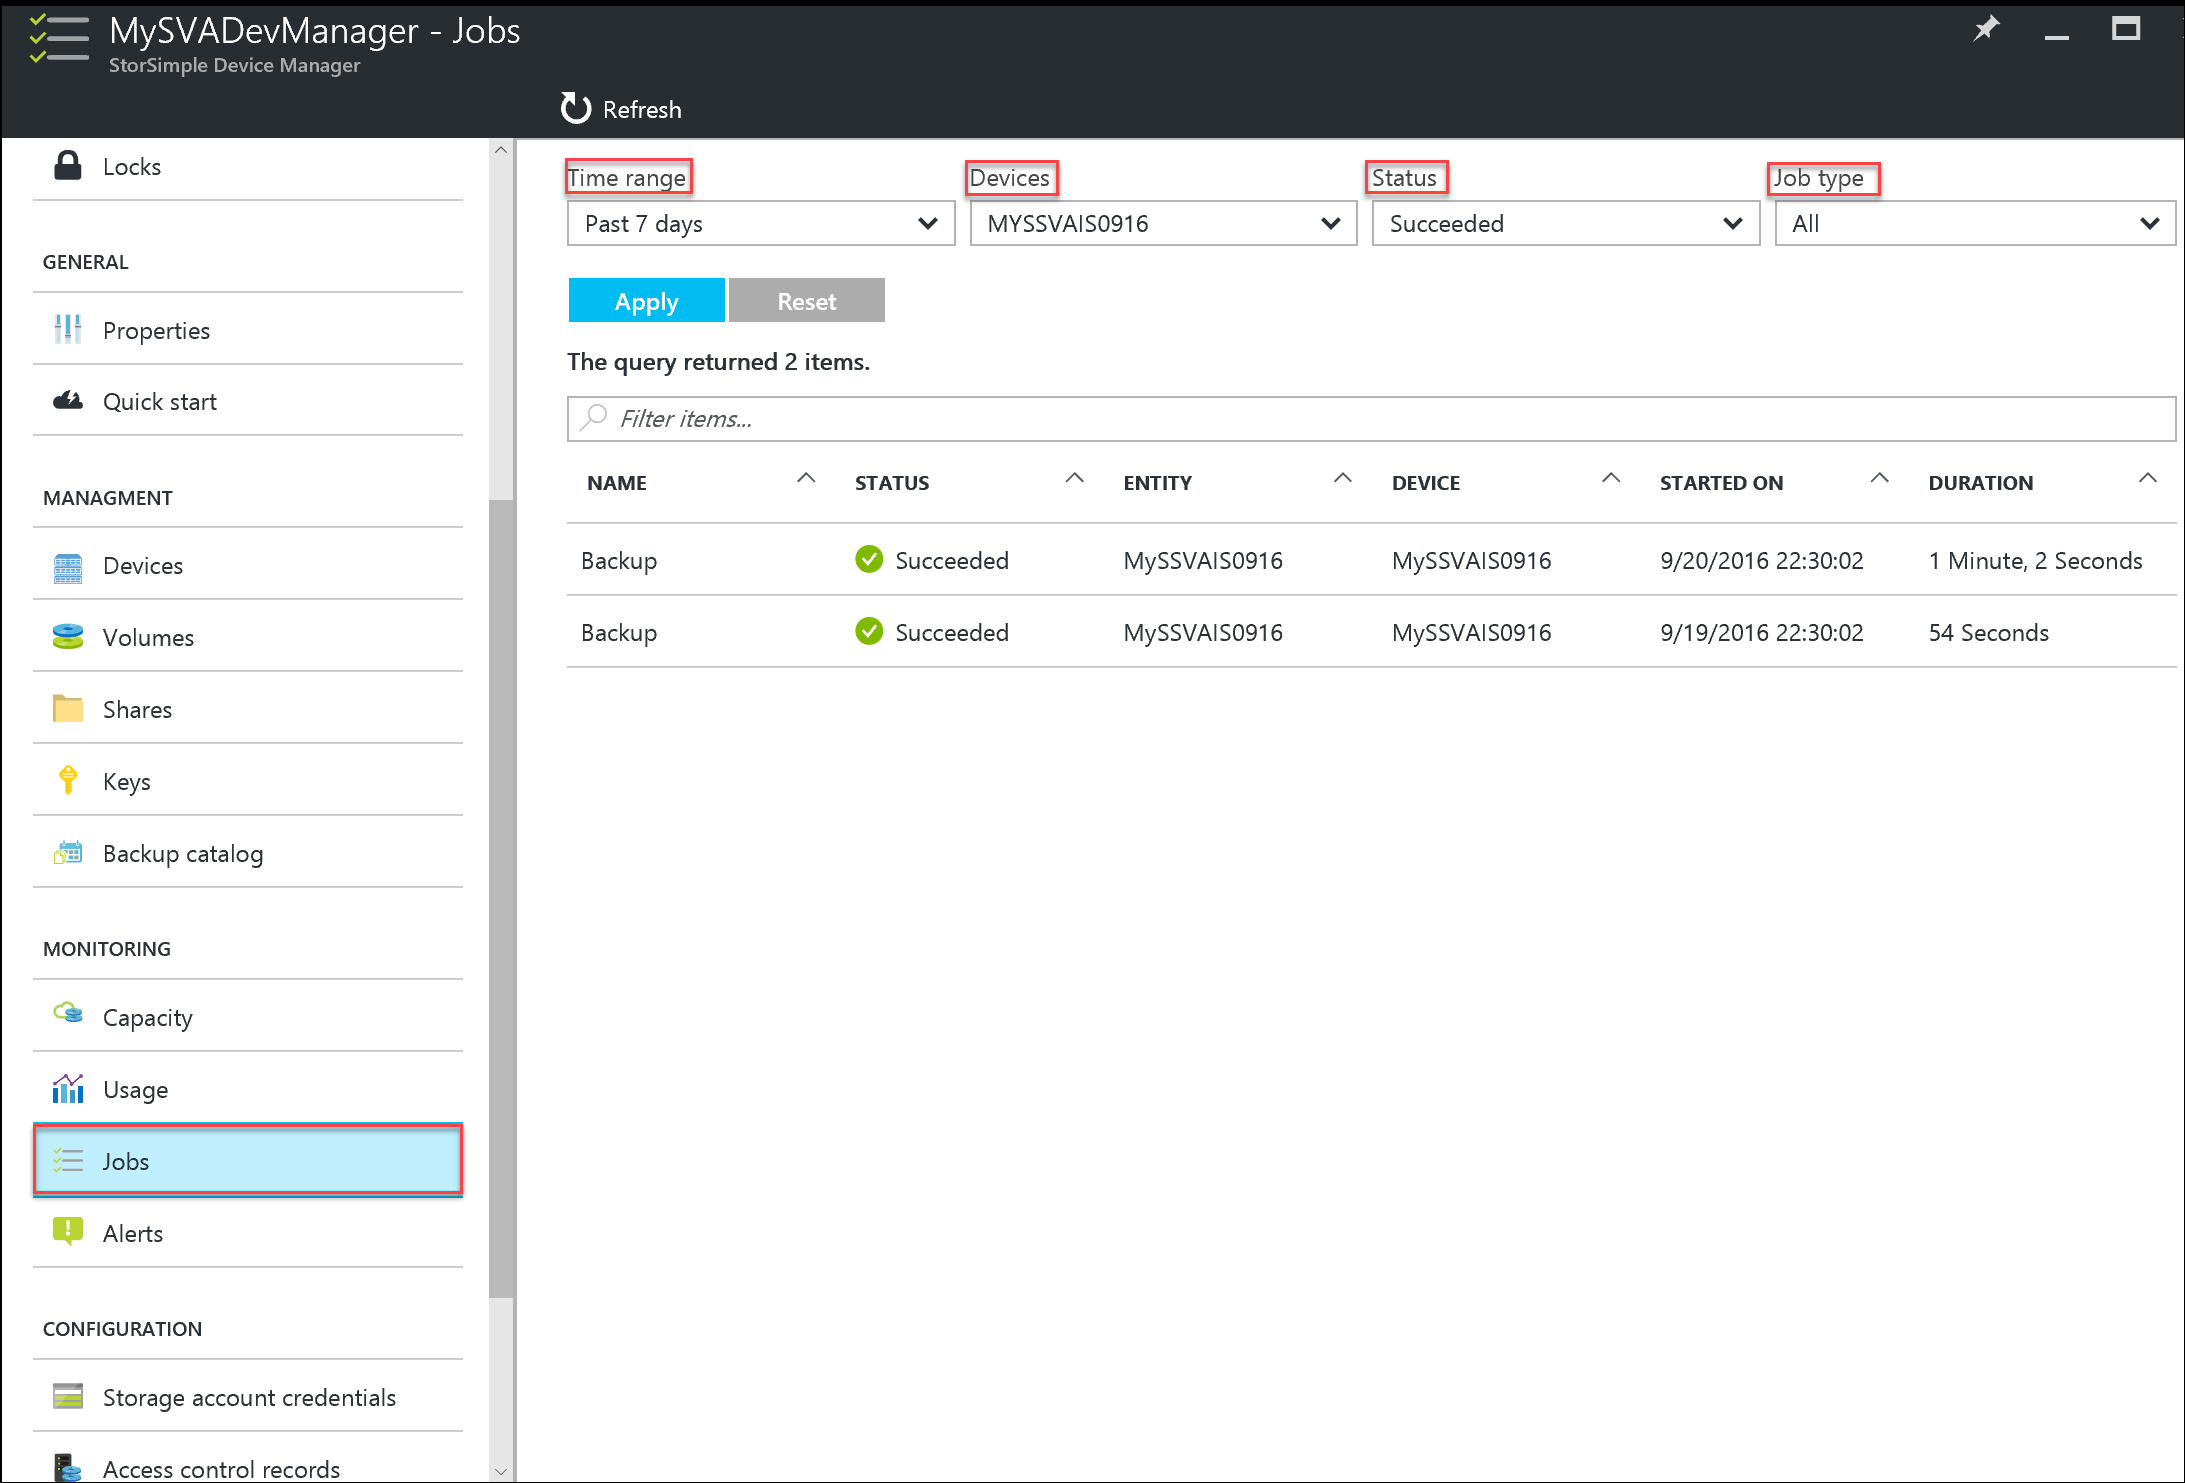 MySVADevManager - Jobs
StorSimple Device Manager
Refresh
Locks
GENERAL
Properties
Quick start
MANAGMENT
Devices
Volumes
Shares
Keys
Backup catalog
MONITORING
Capacity
Usage
Jobs
Alerts
CONFIGURATION
Storage account credentials
Access control records
Time range Devices Status Job type
Past 7 days MYSSVAIS0916 Succeeded All
Apply Reset
The query returned 2 items.
Filter items...
NAME STATUS ENTITY DEVICE STARTED ON DURATION
Backup Succeeded MySSVAIS0916 MySSVAIS0916 9/20/2016 22:30:02 1 Minute, 2 Seconds
Backup Succeeded MySSVAIS0916 MySSVAIS0916 9/19/2016 22:30:02 54 Seconds